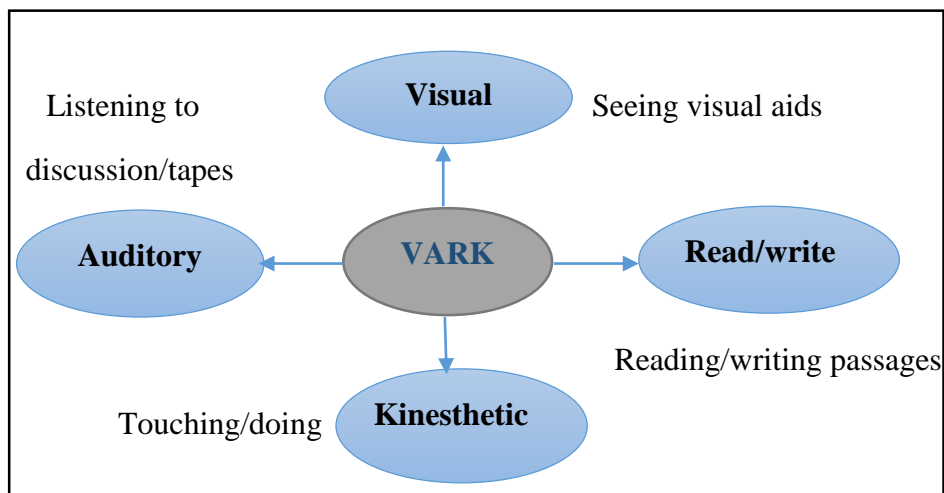 Visual
Listening to
Seeing visual aids
discussion/tapes
Auditory
VARK
Read/write
Reading/writing passages
Touching/doing
Kinesthetic